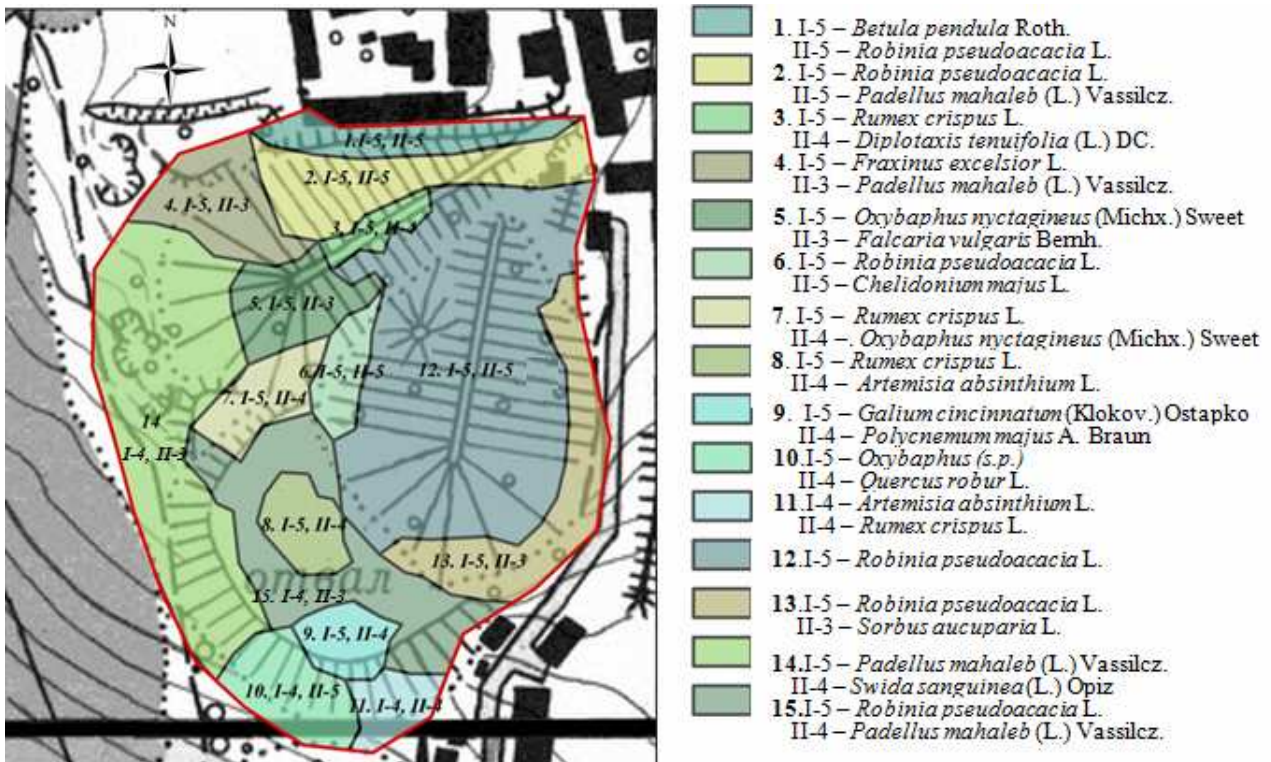 N
1. I-5, II-5
2. I-5, II-5
3. I-5, II-4
4. I-5, II-3
5. I-5, II-3
6. I-5, II-5
7. I-5, II-4
12. I-5, II-5
14
I-4, II-3
8. I-5, II-4
13. I-5, II-3
отвал
15. I-4, II-3
9. I-5, II-4
10. I-4, II-5
11. I-4, II-4
1. I-5 – Betula pendula Roth.
II-5 – Robinia pseudoacacia L.
2. I-5 – Robinia pseudoacacia L.
II-5 – Padellus mahaleb (L.) Vassilcz.
3. I-5 – Rumex crispus L.
II-4 – Diplotaxis tenuifolia (L.) DC.
4. I-5 – Fraxinus excelsior L.
II-3 – Padellus mahaleb (L.) Vassilcz.
5. I-5 – Oxybaphus nyctagineus (Michx.) Sweet
II-3 – Falcaria vulgaris Bernh.
6. I-5 – Robinia pseudoacacia L.
II-5 – Chelidonium majus L.
7. I-5 – Rumex crispus L.
II-4 –. Oxybaphus nyctagineus (Michx.) Sweet
8. I-5 – Rumex crispus L.
II-4 – Artemisia absinthium L.
9. I-5 – Galium cincinnatum (Klokov.) Ostapko
II-4 – Polycnemum majus A. Braun
10. I-5 – Oxybaphus (s.p.)
II-4 – Quercus robur L.
11. I-4 – Artemisia absinthium L.
II-4 – Rumex crispus L.
12. I-5 – Robinia pseudoacacia L.
13. I-5 – Robinia pseudoacacia L.
II-3 – Sorbus aucuparia L.
14. I-5 – Padellus mahaleb (L.) Vassilcz.
II-4 – Swida sanguinea (L.) Opiz
15. I-5 – Robinia pseudoacacia L.
II-4 – Padellus mahaleb (L.) Vassilcz.